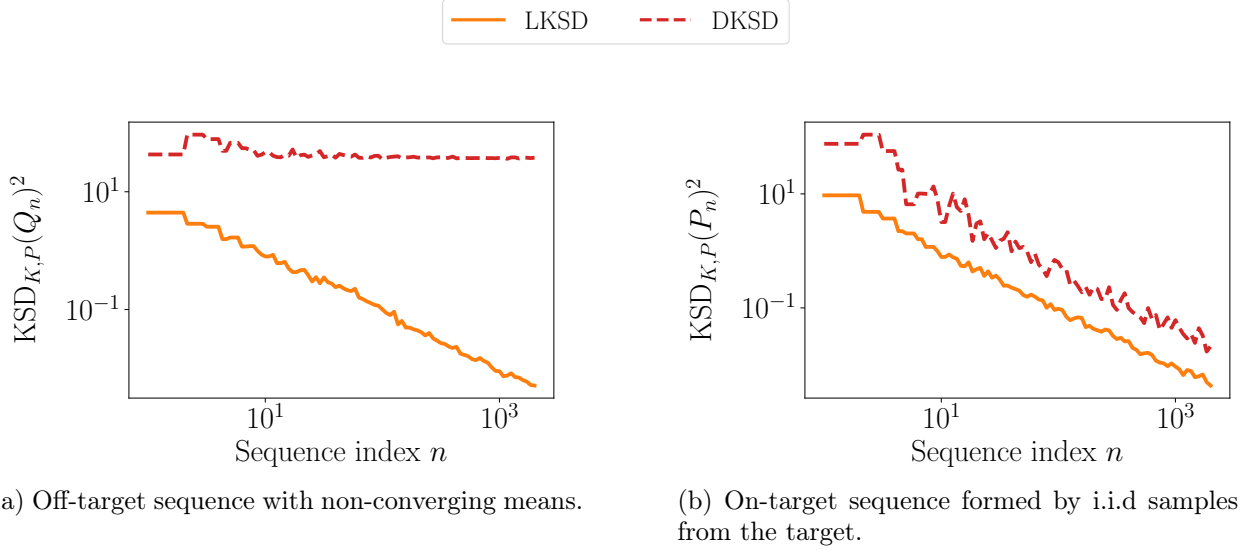 LKSD DKSD
KSD_{K,P}(Q_n)^2
10^1
10^{-1}
10^1 10^3
Sequence index n
a) Off-target sequence with non-converging means.
KSD_{K,P}(P_n)^2
10^1
10^{-1}
10^1 10^3
Sequence index n
(b) On-target sequence formed by i.i.d samples
from the target.